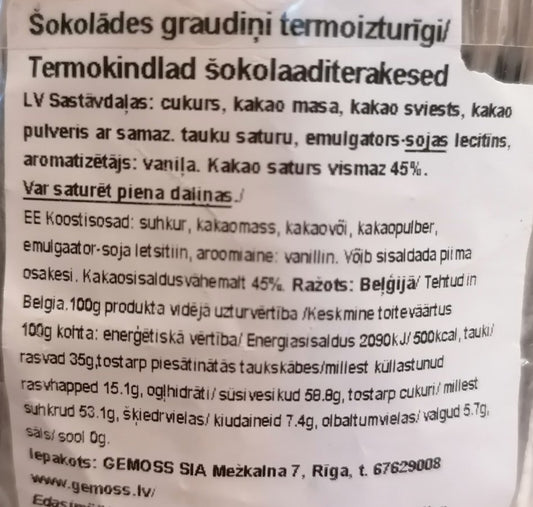 Šokolādes graudiņi termoizturīgi/
Termokindlad šokolaaditerakesed
LV Sastāvdaļas: cukurs, kakao masa, kakao sviests, kakao
pulveris ar samaz. tauku saturu, emulgators-sojas lecitīns,
aromatizētājs: vaniļa. Kakao saturs vismaz 45%.
Var saturēt piena daļiņas./
EE Koostisosad: suhkur, kakaomass, kakaovõi, kakaopulber,
emulgaator-soja letsitiin, aroomiaine: vanillin. Võib sisaldada piima
osakesi. Kakaosisaldus vähemalt 45%. Ražots: Beļģijā/ Tehtud in
Belgia.100g produkta vidējā uzturvērtība /Keskmine toiteväärtus
100g kohta: enerģētiskā vērtība/ Energiasisaldus 2090kJ/ 500kcal, tauki/
rasvad 35g,tostarp piesātinātās taukskābes/millest küllastunud
rasvhapped 15.1g, ogļhidrāti/ süsivesikud 58.8g, tostarp cukuri/ millest
suhkrud 53.1g, šķiedrvielas/ kiudaineid 7.4g, olbaltumvielas/ valgud 5.7g,
sāls/ sool 0g.
Iepakots: GEMOSS SIA Mežkalna 7, Rīga, t. 67629008
www.gemoss.lv/